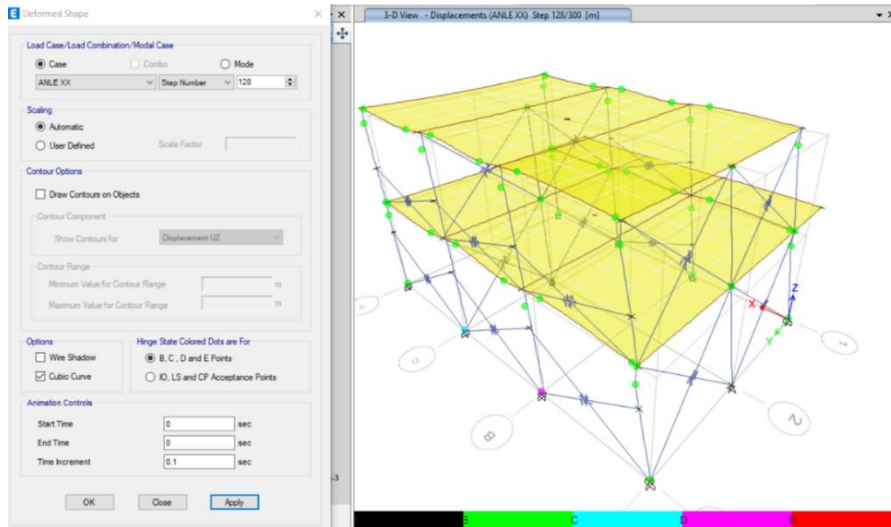 Deformed Shape
Load Case/Load Combination/Modal Case
Case Combo Mode
ANLE XX Step Number 128
Scaling
Automatic
User Defined Scale Factor
Contour Options
Draw Contours on Objects
Contour Component
Show Contours for Displacement UZ
Contour Range
Minimum Value for Contour Range m
Maximum Value for Contour Range m
Options
Wire Shadow
Cubic Curve
Hinge State Colored Dots are For
B, C , D and E Points
IO, LS and CP Acceptance Points
Animation Controls
Start Time 0 sec
End Time 0 sec
Time Increment 0.1 sec
OK Close Apply
3-D View - Displacements (ANLE XX) Step 128/300 [m]
X
Y
Z
1
2
B
-3
B C D E